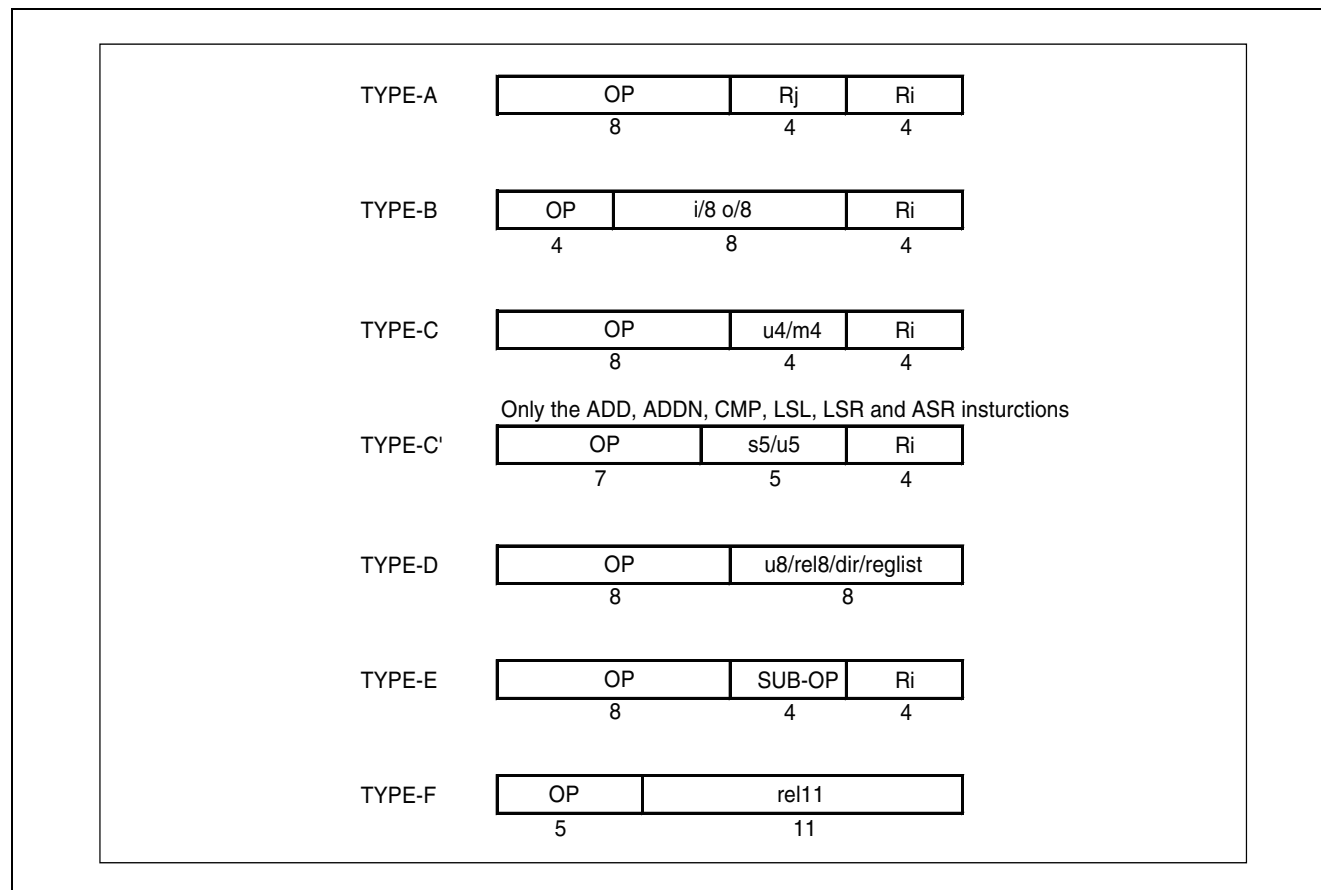 TYPE-A OP Rj Ri
8 4 4
TYPE-B OP i/8 o/8 Ri
4 8 4
TYPE-C OP u4/m4 Ri
8 4 4
Only the ADD, ADDN, CMP, LSL, LSR and ASR insturctions
TYPE-C' OP s5/u5 Ri
7 5 4
TYPE-D OP u8/rel8/dir/reglist
8 8
TYPE-E OP SUB-OP Ri
8 4 4
TYPE-F OP rel11
5 11